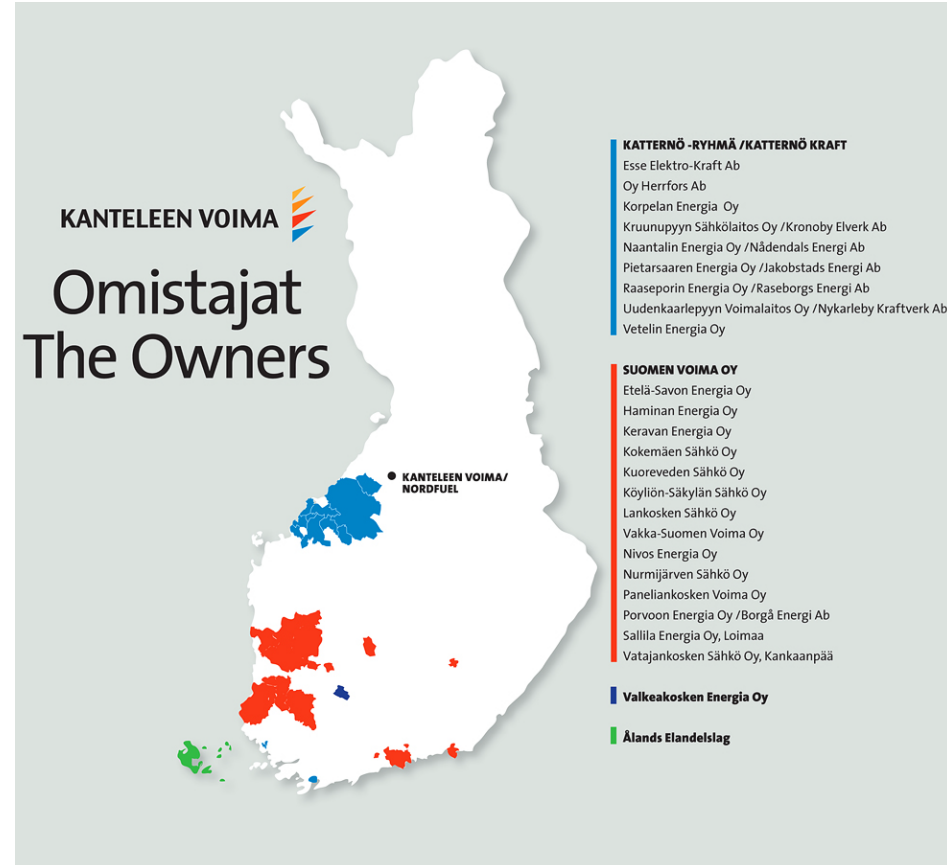 KANTELEEN VOIMA
Omistajat
The Owners
KANTELEEN VOIMA/
NORDFUEL
KATTERNÖ -RYHMÄ /KATTERNÖ KRAFT
Esse Elektro-Kraft Ab
Oy Herrfors Ab
Korpelan Energia Oy
Kruunupyyn Sähkölaitos Oy /Kronoby Elverk Ab
Naantalin Energia Oy /Nådendals Energi Ab
Pietarsaaren Energia Oy /Jakobstads Energi Ab
Raaseporin Energia Oy /Raseborgs Energi Ab
Uudenkaarlepyyn Voimalaitos Oy /Nykarleby Kraftverk Ab
Vetelin Energia Oy
SUOMEN VOIMA OY
Etelä-Savon Energia Oy
Haminan Energia Oy
Keravan Energia Oy
Kokemäen Sähkö Oy
Kuoreveden Sähkö Oy
Köyliön-Säkylän Sähkö Oy
Lankosken Sähkö Oy
Vakka-Suomen Voima Oy
Nivos Energia Oy
Nurmijärven Sähkö Oy
Paneliankosken Voima Oy
Porvoon Energia Oy /Borgå Energi Ab
Sallila Energia Oy, Loimaa
Vatajankosken Sähkö Oy, Kankaanpää
Valkeakosken Energia Oy
Ålands Elandelslag